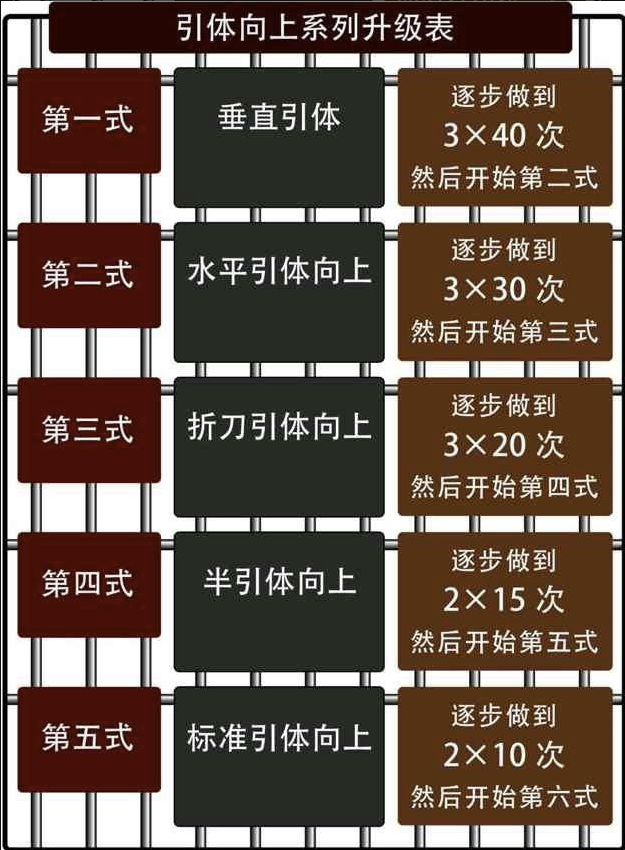 引体向上系列升级表
第一式
垂直引体
逐步做到
3×40 次
然后开始第二式
第二式
水平引体向上
逐步做到
3×30 次
然后开始第三式
第三式
折刀引体向上
逐步做到
3×20 次
然后开始第四式
第四式
半引体向上
逐步做到
2×15 次
然后开始第五式
第五式
标准引体向上
逐步做到
2×10 次
然后开始第六式